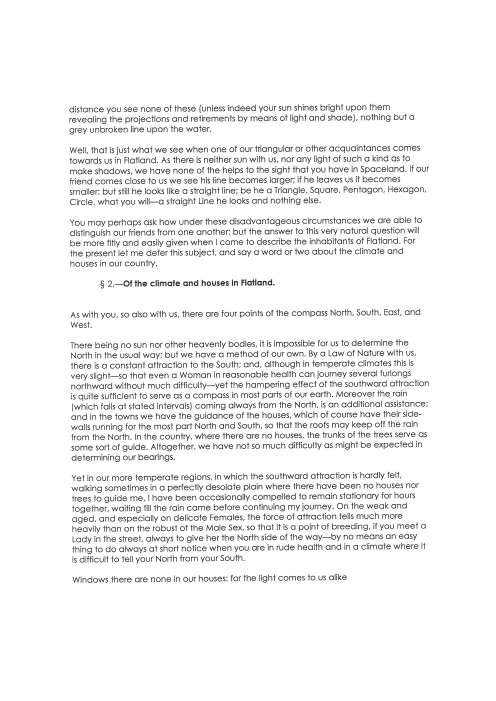 distance you see none of these (unless indeed your sun shines bright upon them
revealing the projections and retirements by means of light and shade), nothing but a
grey unbroken line upon the water.
Well, that is just what we see when one of our triangular or other acquaintances comes
towards us in Flatland. As there is neither sun with us, nor any light of such a kind as to
make shadows, we have none of the helps to the sight that you have in Spaceland. If our
friend comes close to us we see his line becomes larger; if he leaves us it becomes
smaller; but still he looks like a straight line; be he a Triangle, Square, Pentagon, Hexagon,
Circle, what you will—a straight Line he looks and nothing else.
You may perhaps ask how under these disadvantageous circumstances we are able to
distinguish our friends from one another: but the answer to this very natural question will
be more fitly and easily given when I come to describe the inhabitants of Flatland. For
the present let me defer this subject, and say a word or two about the climate and
houses in our country.
§ 2.—Of the climate and houses in Flatland.
As with you, so also with us, there are four points of the compass North, South, East, and
West.
There being no sun nor other heavenly bodies, it is impossible for us to determine the
North in the usual way; but we have a method of our own. By a Law of Nature with us,
there is a constant attraction to the South; and, although in temperate climates this is
very slight—so that even a Woman in reasonable health can journey several furlongs
northward without much difficulty—yet the hampering effect of the southward attraction
is quite sufficient to serve as a compass in most parts of our earth. Moreover the rain
(which falls at stated intervals) coming always from the North, is an additional assistance;
and in the towns we have the guidance of the houses, which of course have their side-
walls running for the most part North and South, so that the roofs may keep off the rain
from the North. In the country, where there are no houses, the trunks of the trees serve as
some sort of guide. Altogether, we have not so much difficulty as might be expected in
determining our bearings.
Yet in our more temperate regions, in which the southward attraction is hardly felt,
walking sometimes in a perfectly desolate plain where there have been no houses nor
trees to guide me, I have been occasionally compelled to remain stationary for hours
together, waiting till the rain came before continuing my journey. On the weak and
aged, and especially on delicate Females, the force of attraction tells much more
heavily than on the robust of the Male Sex, so that it is a point of breeding, if you meet a
Lady in the street, always to give her the North side of the way—by no means an easy
thing to do always at short notice when you are in rude health and in a climate where it
is difficult to tell your North from your South.
Windows there are none in our houses: for the light comes to us alike